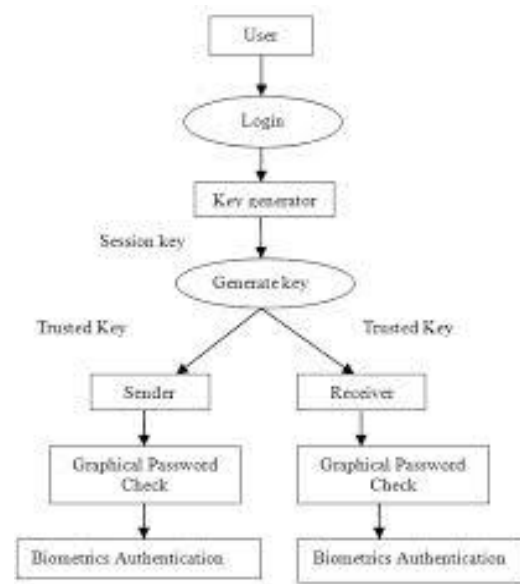 User
Login
Key generator
Session key
Generate key
Trusted Key
Trusted Key
Sender
Receiver
Graphical Password
Check
Graphical Password
Check
Biometrics Authentication
Biometrics Authentication